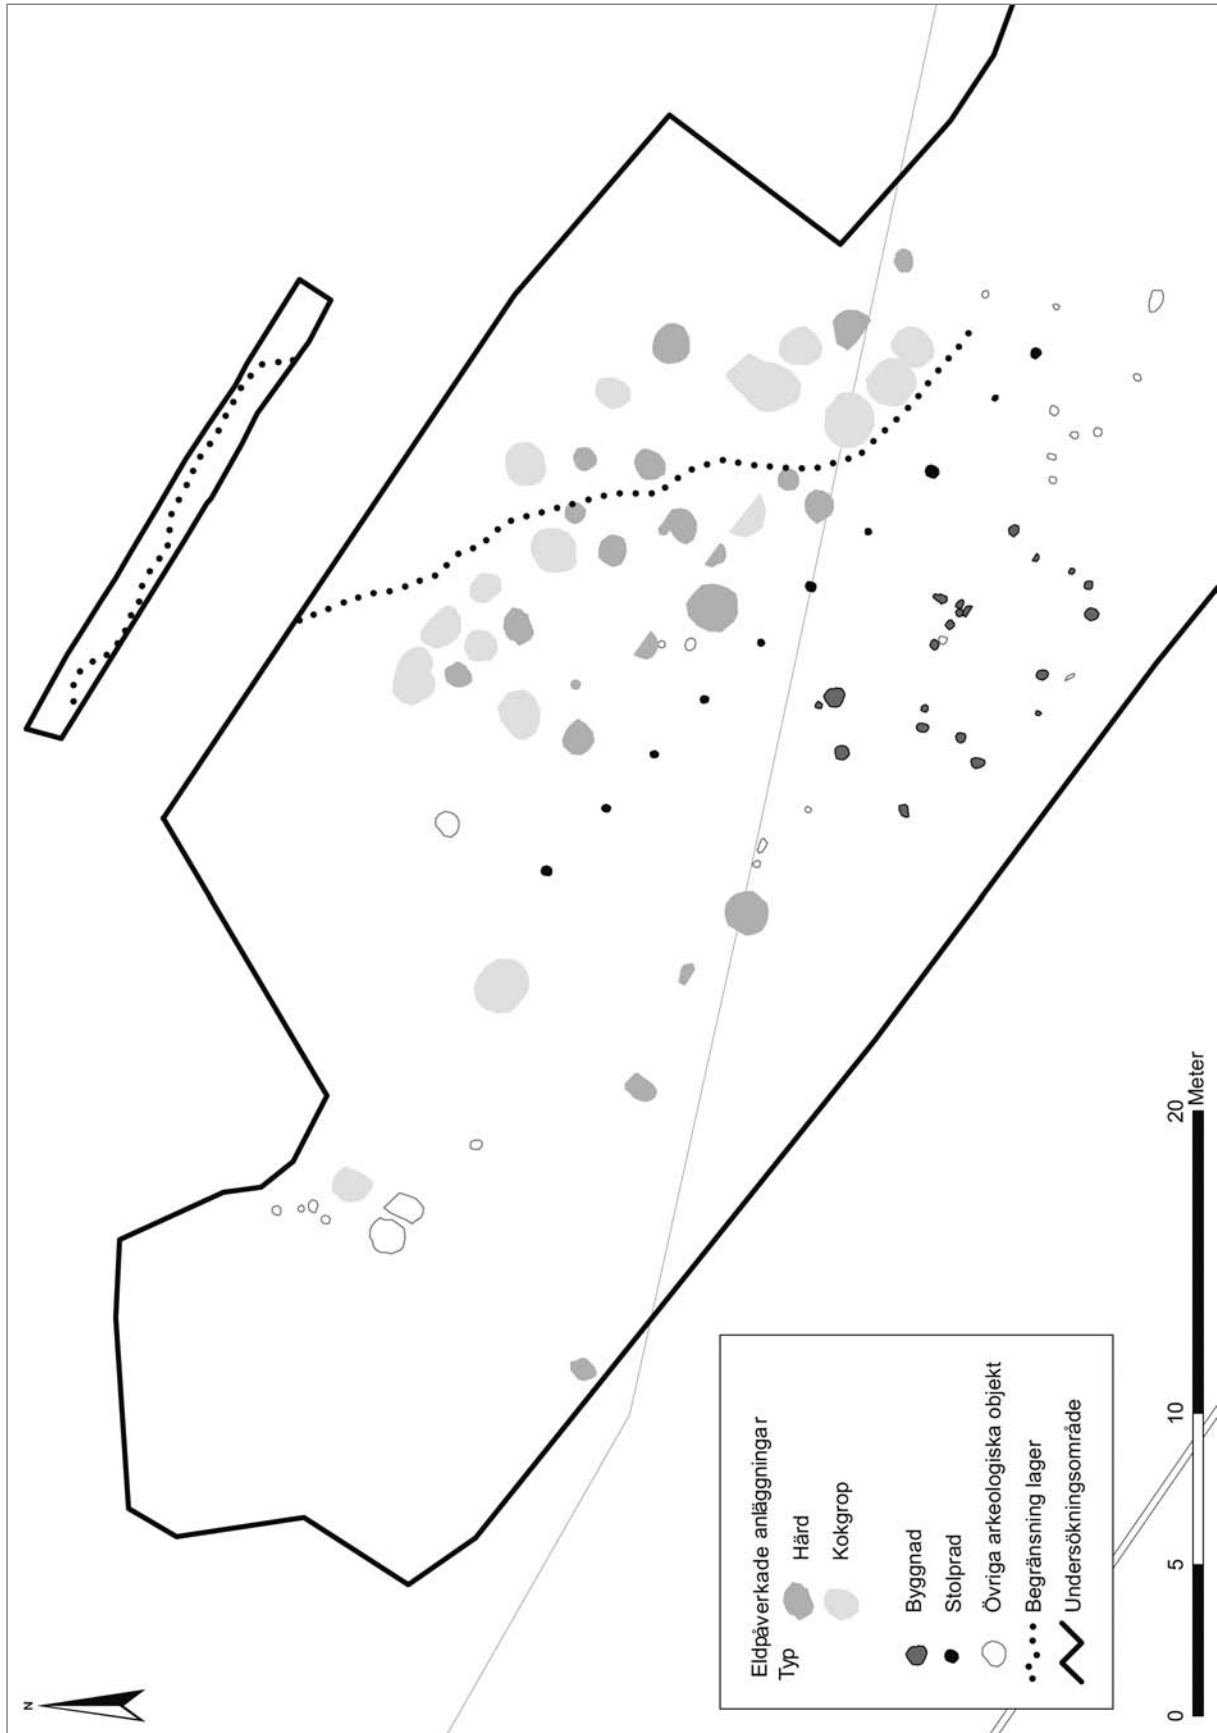 N
Eldpåverkade anläggningar
Typ
Härd
Kokgrop
Byggnad
Stolprad
Övriga arkeologiska objekt
Begränsning lager
Undersökningsområde
0 5 10 20
Meter